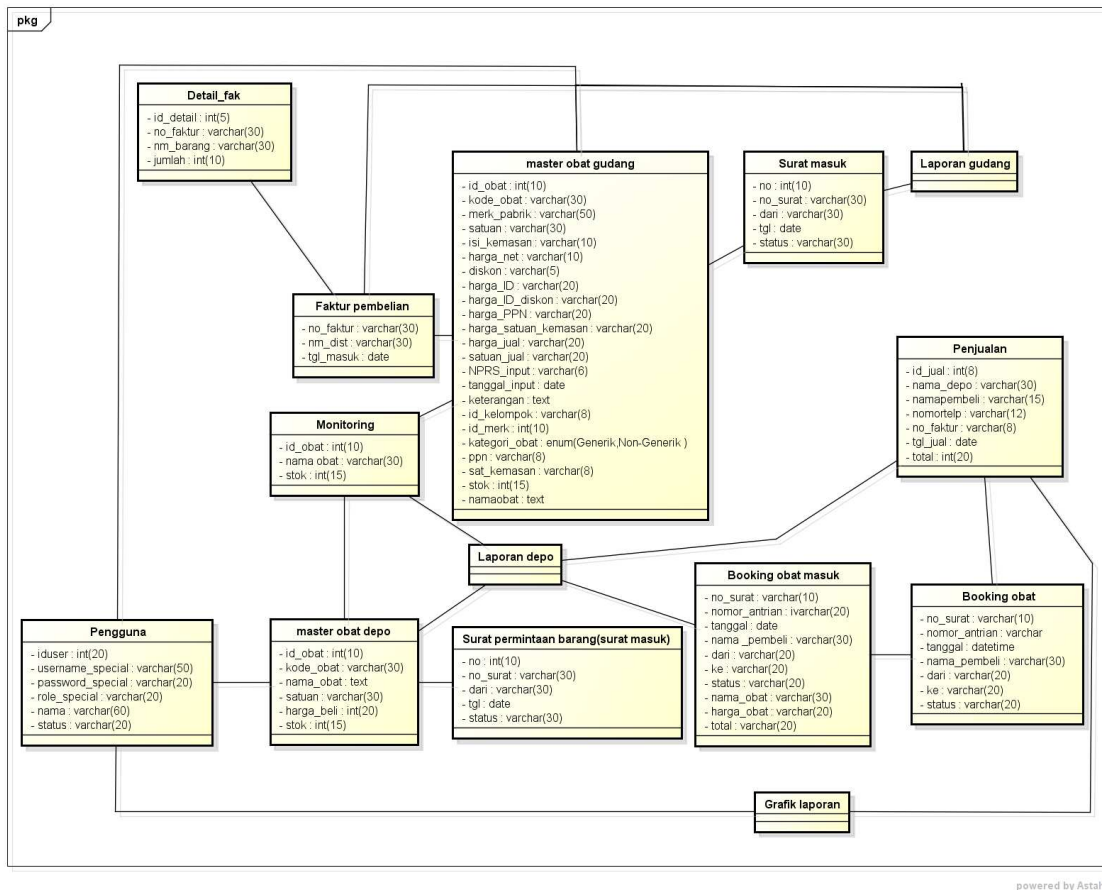 pkg
Detail_fak
- id_detail : int(5)
- no_faktur : varchar(30)
- nm_barang : varchar(30)
- jumlah : int(10)
master obat gudang
- id_obat : int(10)
- kode_obat : varchar(30)
- merk_pabrik : varchar(50)
- satuan : varchar(30)
- isi_kemasan : varchar(10)
- harga_net : varchar(10)
- diskon : varchar(5)
- harga_ID : varchar(20)
- harga_ID_diskon : varchar(20)
- harga_PPN : varchar(20)
- harga_satuan_kemasan : varchar(20)
- harga_jual : varchar(20)
- satuan_jual : varchar(20)
- NPRS_input : varchar(6)
- tanggal_input : date
- keterangan : text
- id_kelompok : varchar(8)
- id_merk : int(10)
- kategori_obat : enum(Generik,Non-Generik )
- ppn : varchar(8)
- sat_kemasan : varchar(8)
- stok : int(15)
- namaobat : text
Surat masuk
- no : int(10)
- no_surat : varchar(30)
- dari : varchar(30)
- tgl : date
- status : varchar(30)
Laporan gudang
Faktur pembelian
- no_faktur : varchar(30)
- nm_dist : varchar(30)
- tgl_masuk : date
Penjualan
- id_jual : int(8)
- nama_depo : varchar(30)
- namapembeli : varchar(15)
- nomortelp : varchar(12)
- no_faktur : varchar(8)
- tgl_jual : date
- total : int(20)
Monitoring
- id_obat : int(10)
- nama obat : varchar(30)
- stok : int(15)
Laporan depo
Booking obat masuk
- no_surat : varchar(10)
- nomor_antrian : ivarchar(20)
- tanggal : date
- nama _pembeli : varchar(30)
- dari : varchar(20)
- ke : varchar(20)
- status : varchar(20)
- nama_obat : varchar(30)
- harga_obat : varchar(20)
- total : varchar(20)
Booking obat
- no_surat : varchar(10)
- nomor_antrian : varchar
- tanggal : datetime
- nama_pembeli : varchar(30)
- dari : varchar(20)
- ke : varchar(20)
- status : varchar(20)
Pengguna
- iduser : int(20)
- username_special : varchar(50)
- password_special : varchar(20)
- role_special : varchar(20)
- nama : varchar(60)
- status : varchar(20)
master obat depo
- id_obat : int(10)
- kode_obat : varchar(30)
- nama_obat : text
- satuan : varchar(30)
- harga_beli : int(20)
- stok : int(15)
Surat permintaan barang(surat masuk)
- no : int(10)
- no_surat : varchar(30)
- dari : varchar(30)
- tgl : date
- status : varchar(30)
Grafik laporan
powered by Astah